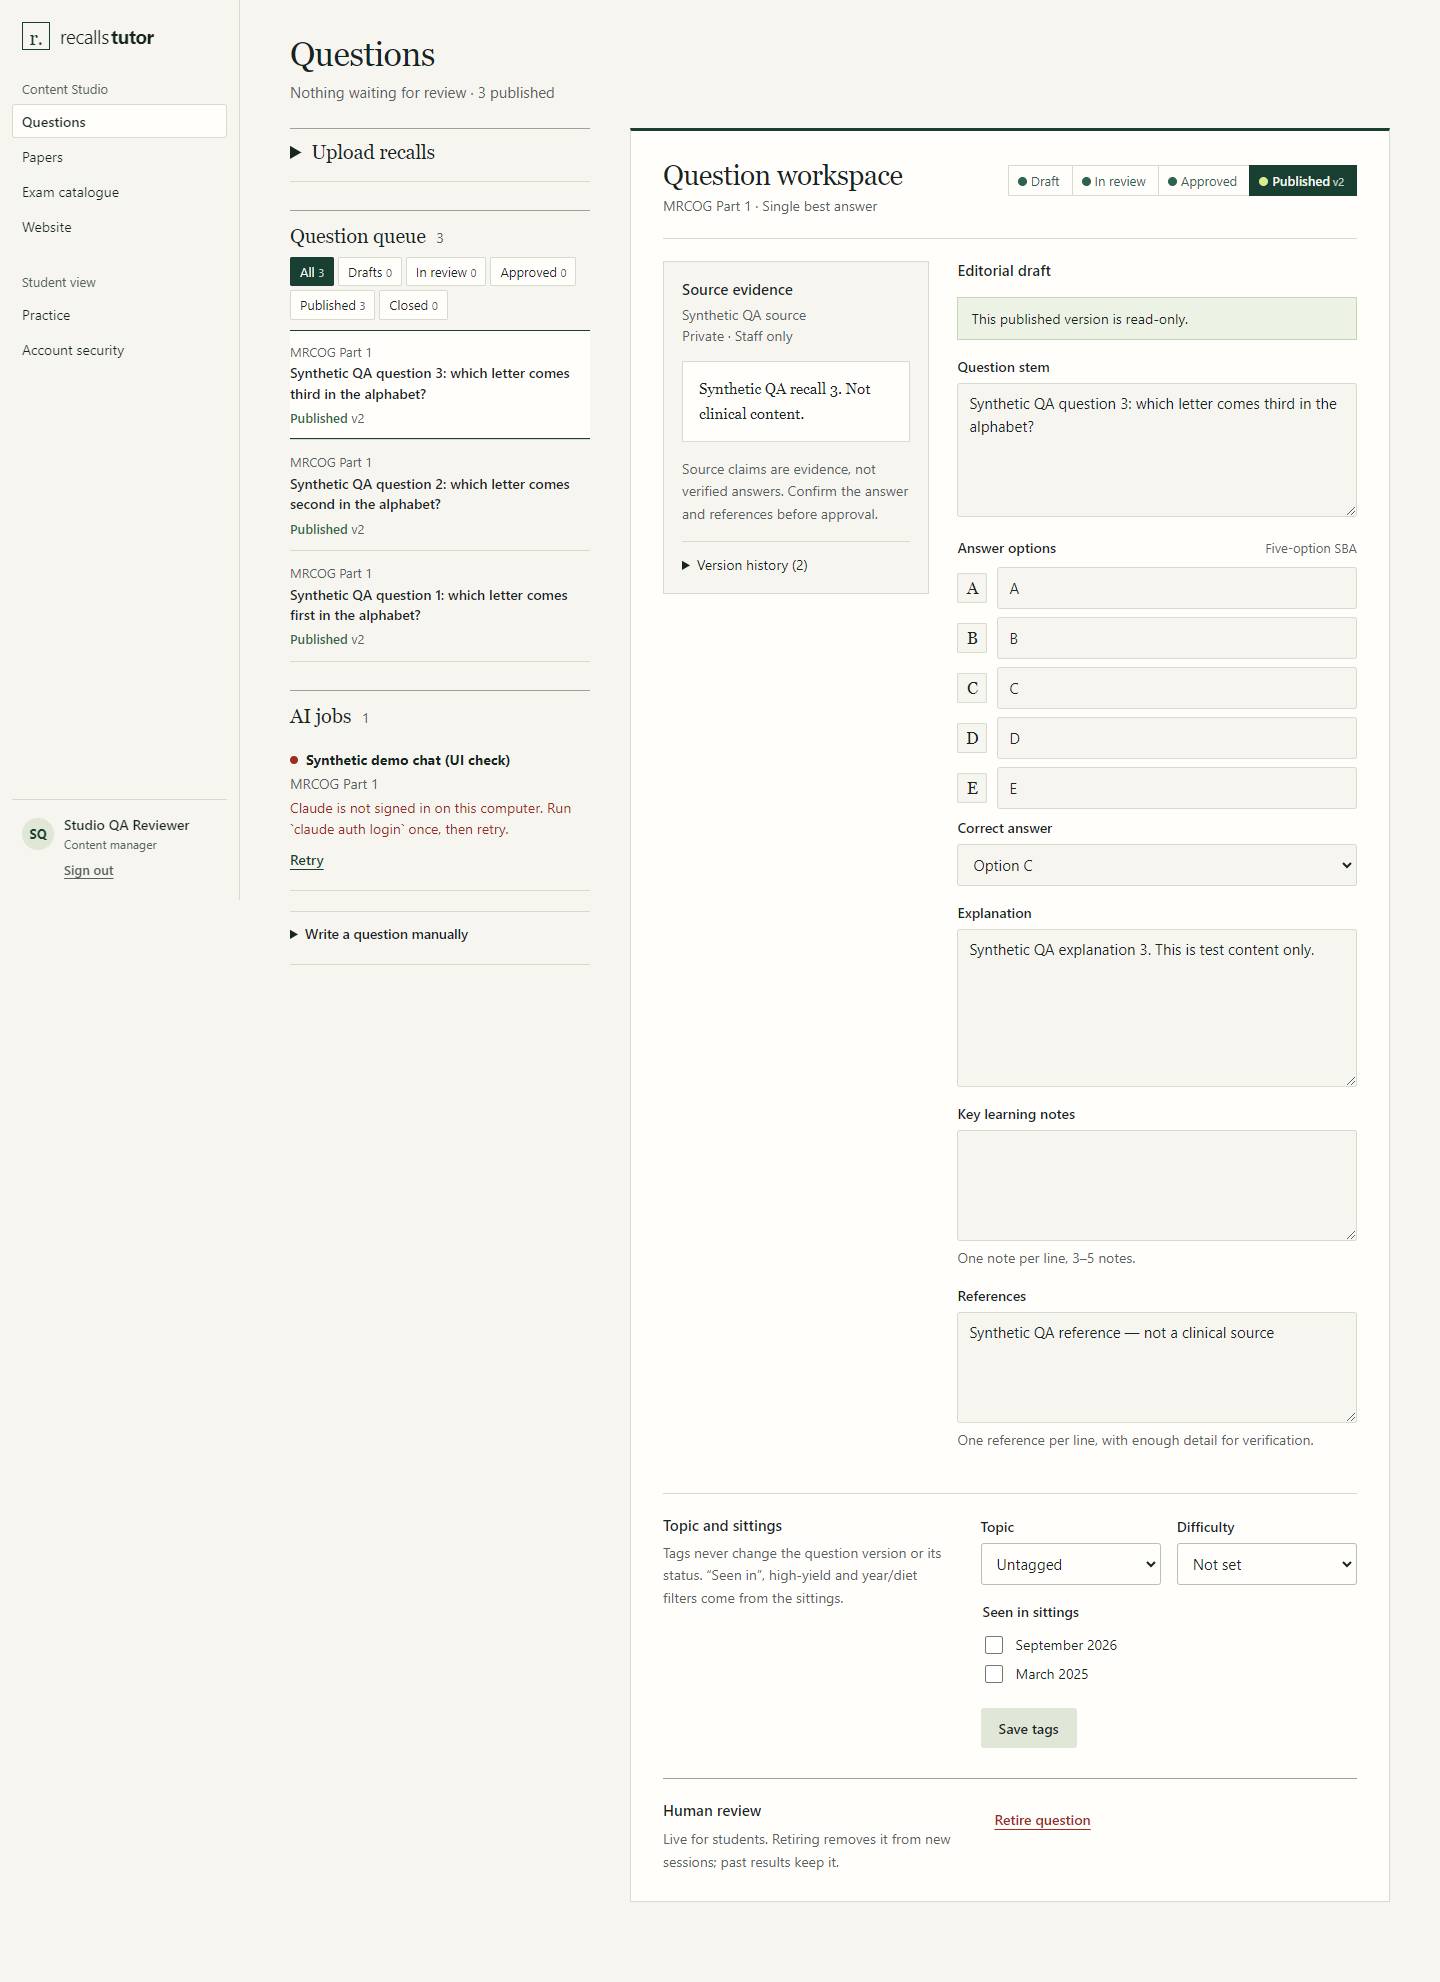 r. recallstutor
Content Studio
Questions
Papers
Exam catalogue
Website
Student view
Practice
Account security
SQ
Studio QA Reviewer
Content manager
Sign out
Questions
Nothing waiting for review · 3 published
Upload recalls
Question queue 3
All 3 Drafts 0 In review 0 Approved 0
Published 3 Closed 0
MRCOG Part 1
Synthetic QA question 3: which letter comes
third in the alphabet?
Published v2
MRCOG Part 1
Synthetic QA question 2: which letter comes
second in the alphabet?
Published v2
MRCOG Part 1
Synthetic QA question 1: which letter comes
first in the alphabet?
Published v2
AI jobs 1
Synthetic demo chat (UI check)
MRCOG Part 1
Claude is not signed in on this computer. Run
`claude auth login` once, then retry.
Retry
Write a question manually
Question workspace
MRCOG Part 1 · Single best answer
Draft In review Approved Published v2
Source evidence
Synthetic QA source
Private · Staff only
Synthetic QA recall 3. Not
clinical content.
Source claims are evidence, not
verified answers. Confirm the answer
and references before approval.
Version history (2)
Editorial draft
This published version is read-only.
Question stem
Synthetic QA question 3: which letter comes third in the
alphabet?
Answer options Five-option SBA
A A
B B
C C
D D
E E
Correct answer
Option C
Explanation
Synthetic QA explanation 3. This is test content only.
Key learning notes
One note per line, 3–5 notes.
References
Synthetic QA reference — not a clinical source
One reference per line, with enough detail for verification.
Topic and sittings
Tags never change the question version or its
status. “Seen in”, high-yield and year/diet
filters come from the sittings.
Topic Difficulty
Untagged Not set
Seen in sittings
September 2026
March 2025
Save tags
Human review
Live for students. Retiring removes it from new
sessions; past results keep it.
Retire question